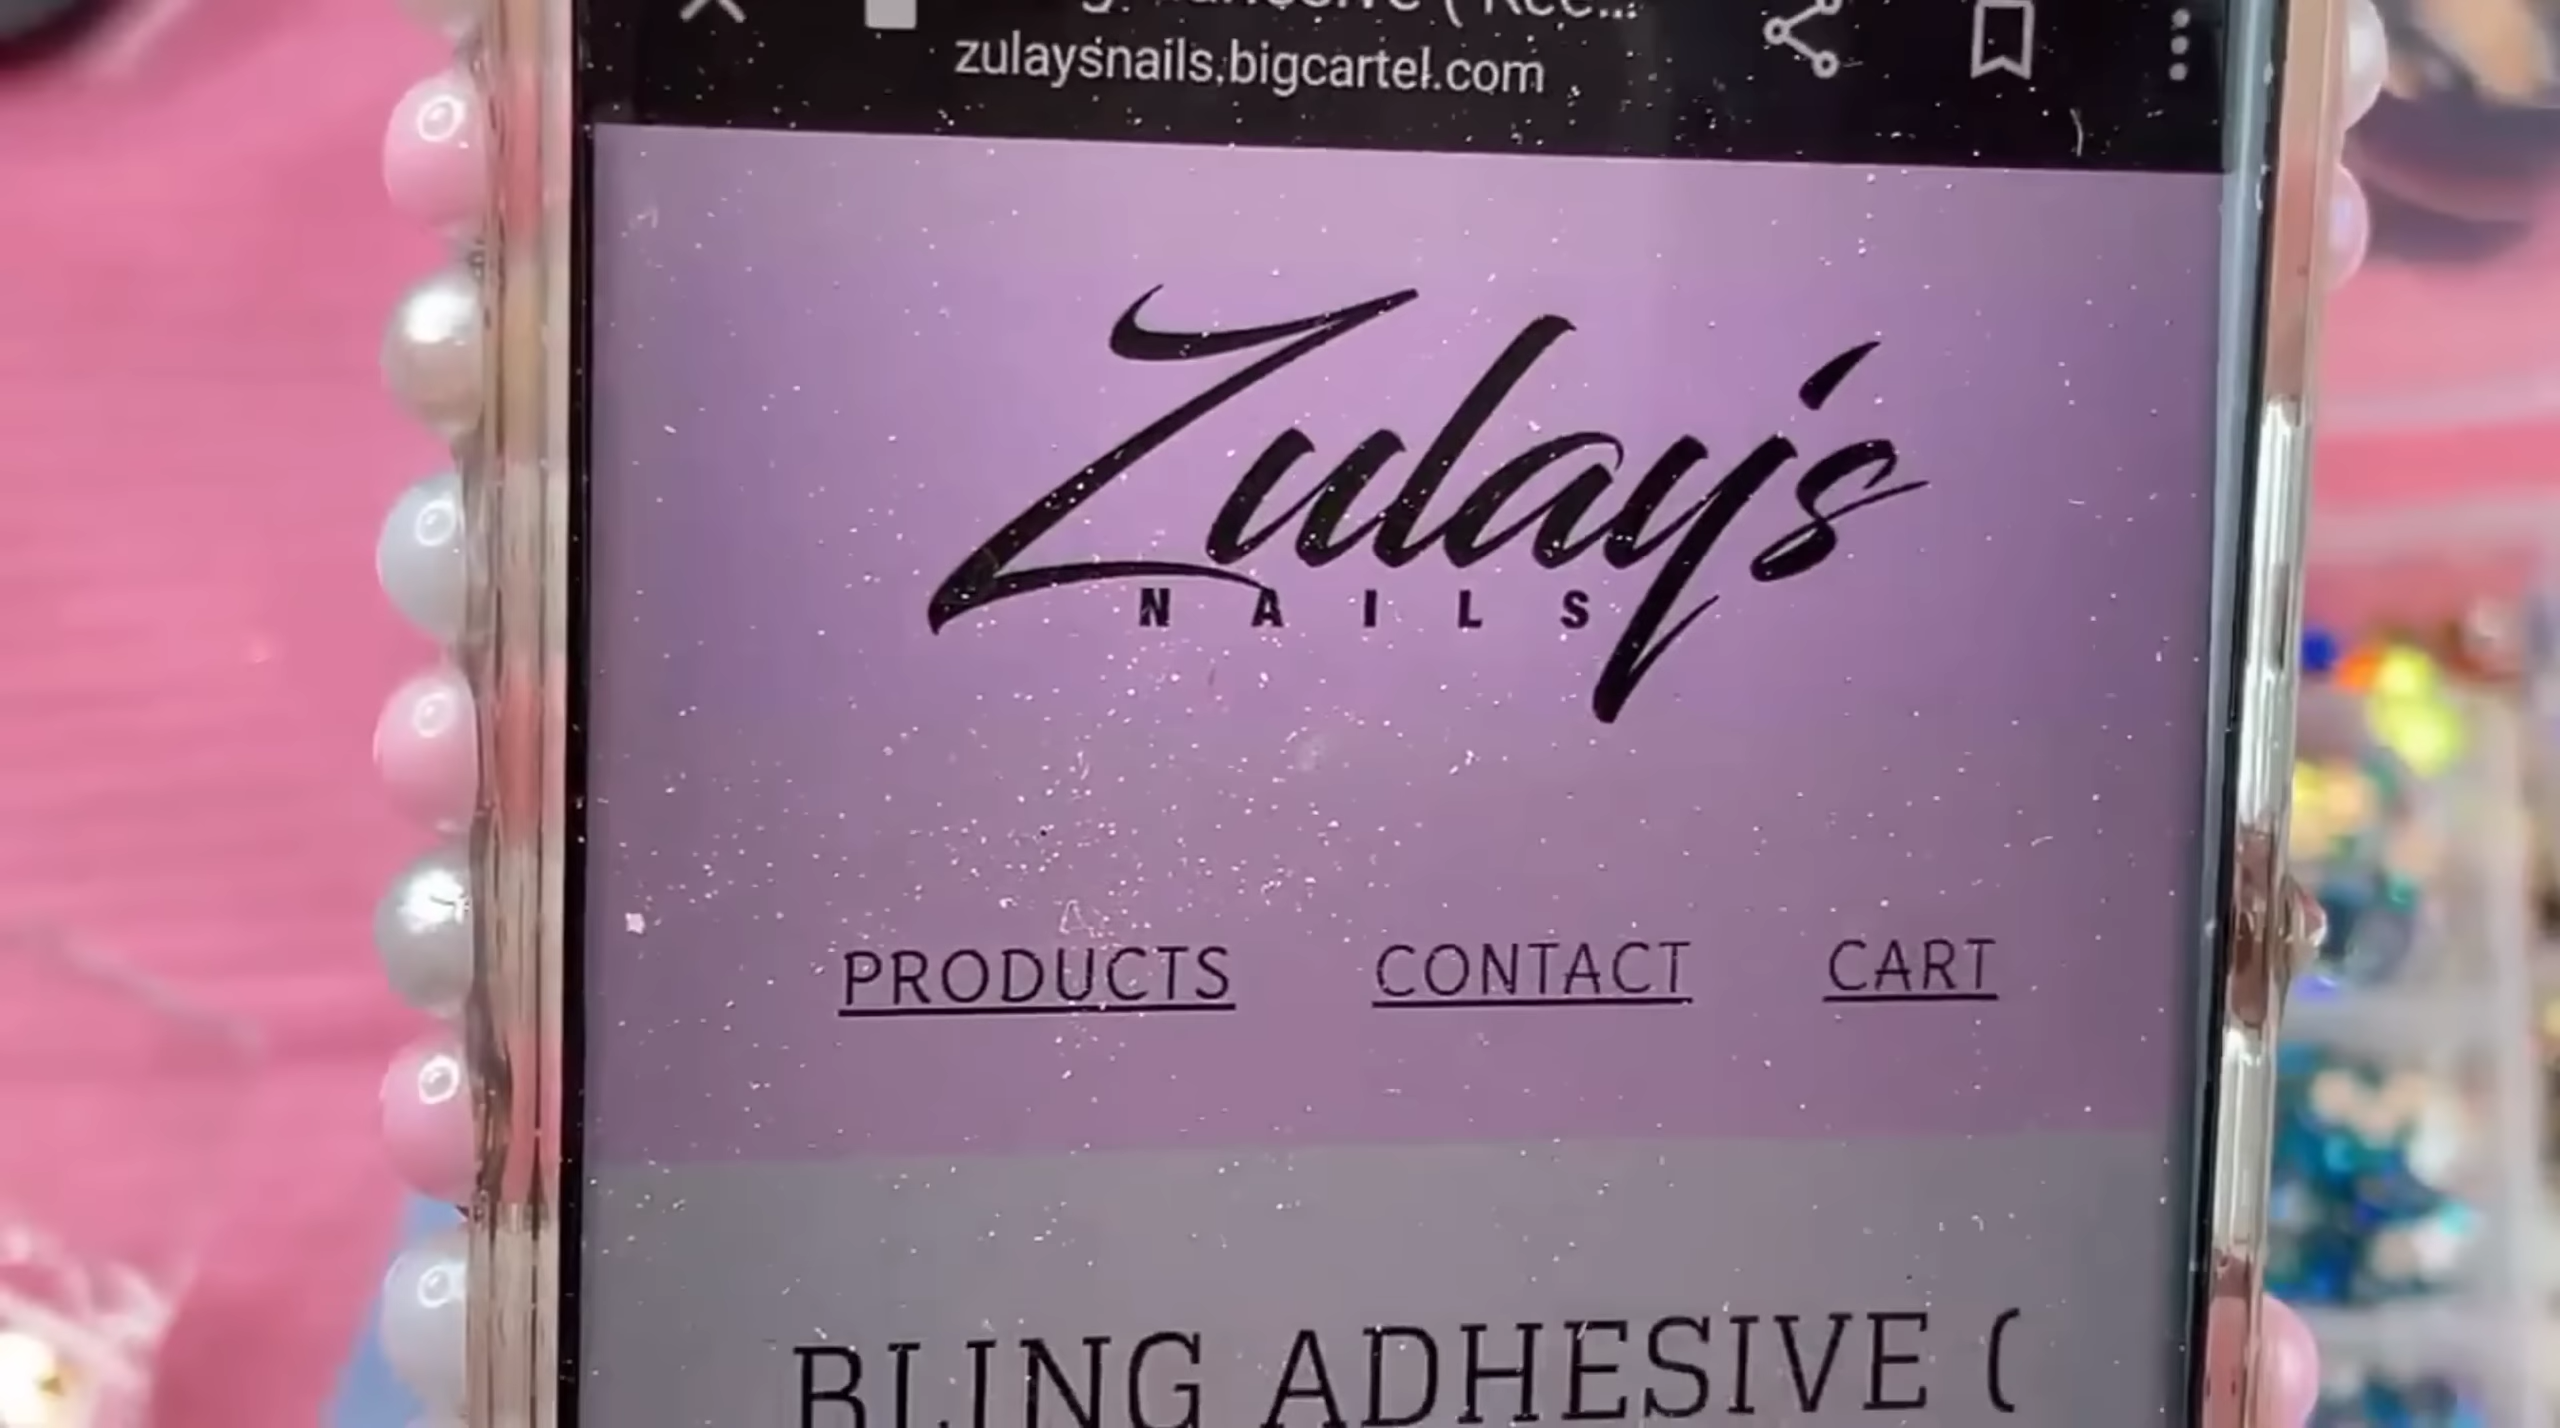 zulaysnails.bigcartel.com
Zulay's
NAILS
PRODUCTS CONTACT CART
BLING ADHESIVE (